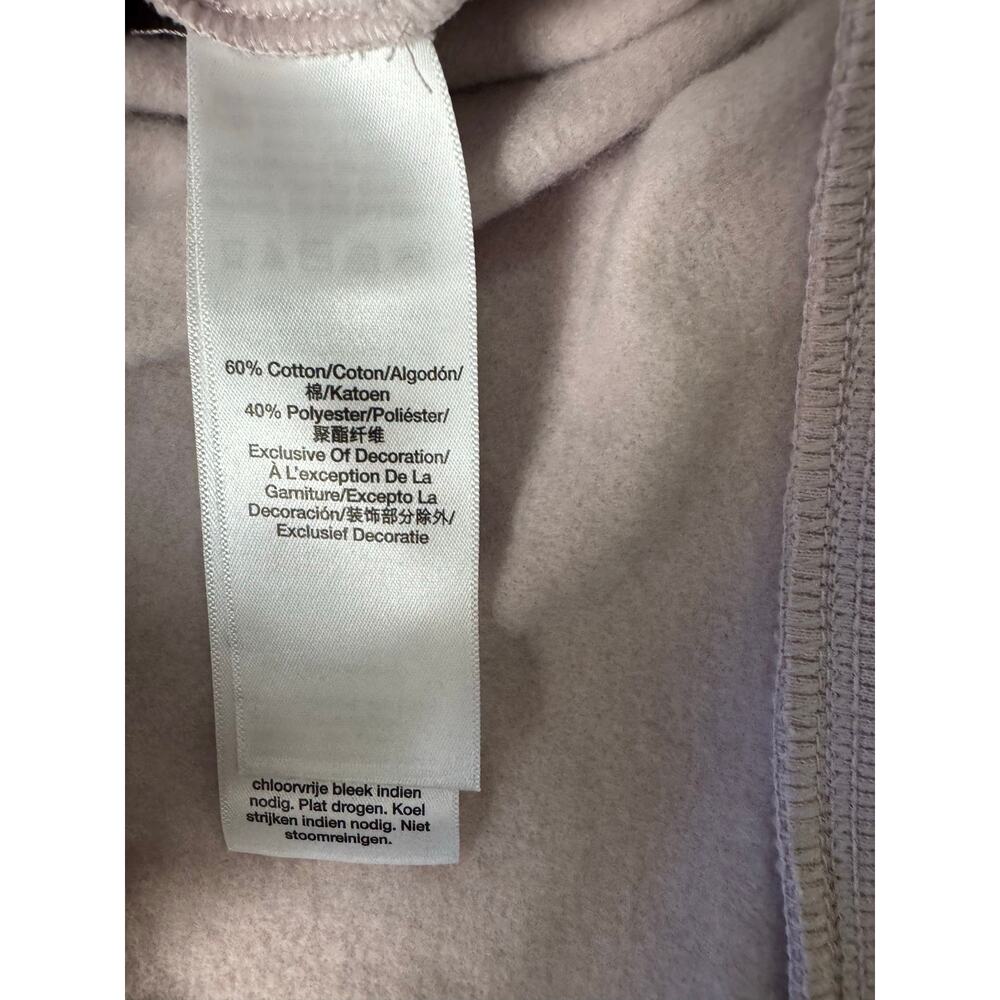 60% Cotton/Coton/Algodón/
棉/Katoen
40% Polyester/Poliéster/
聚酯纤维
Exclusive Of Decoration/
À L'exception De La
Garniture/Excepto La
Decoración/装饰部分除外/
Exclusief Decoratie
chloorvrije bleek indien
nodig. Plat drogen. Koel
strijken indien nodig. Niet
stoomreinigen.